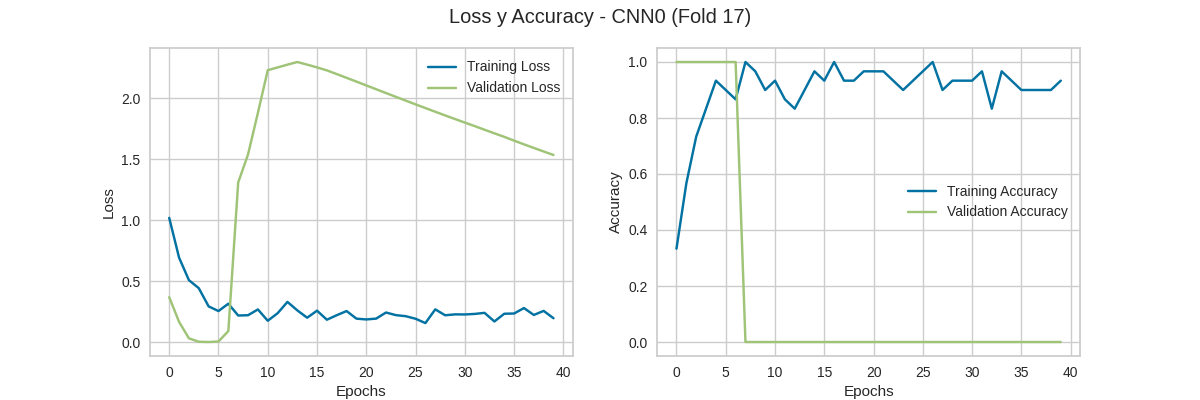 Loss y Accuracy - CNN0 (Fold 17)
Training Loss
Validation Loss
2.0
1.5
1.0
0.5
0.0
Loss
0 5 10 15 20 25 30 35 40
Epochs
1.0
0.8
0.6
0.4
0.2
0.0
Accuracy
Training Accuracy
Validation Accuracy
0 5 10 15 20 25 30 35 40
Epochs